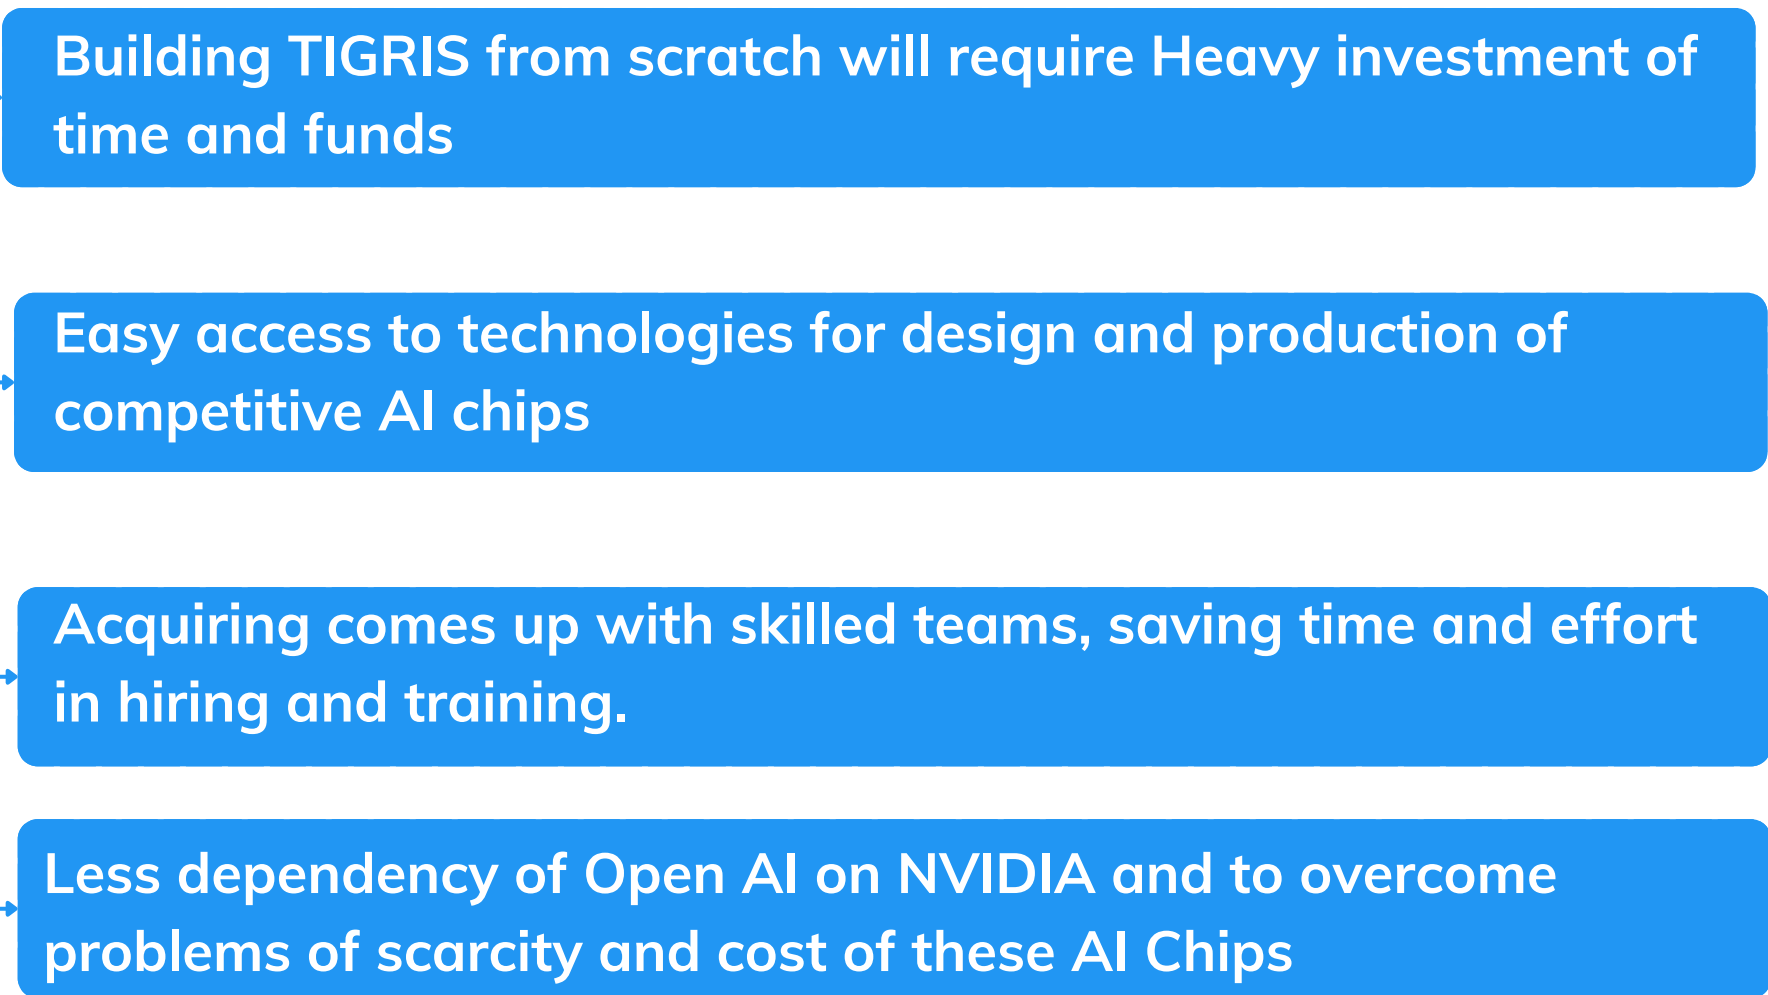 Building TIGRIS from scratch will require Heavy investment of
time and funds
Easy access to technologies for design and production of
competitive AI chips
Acquiring comes up with skilled teams, saving time and effort
in hiring and training.
Less dependency of Open AI on NVIDIA and to overcome
problems of scarcity and cost of these AI Chips